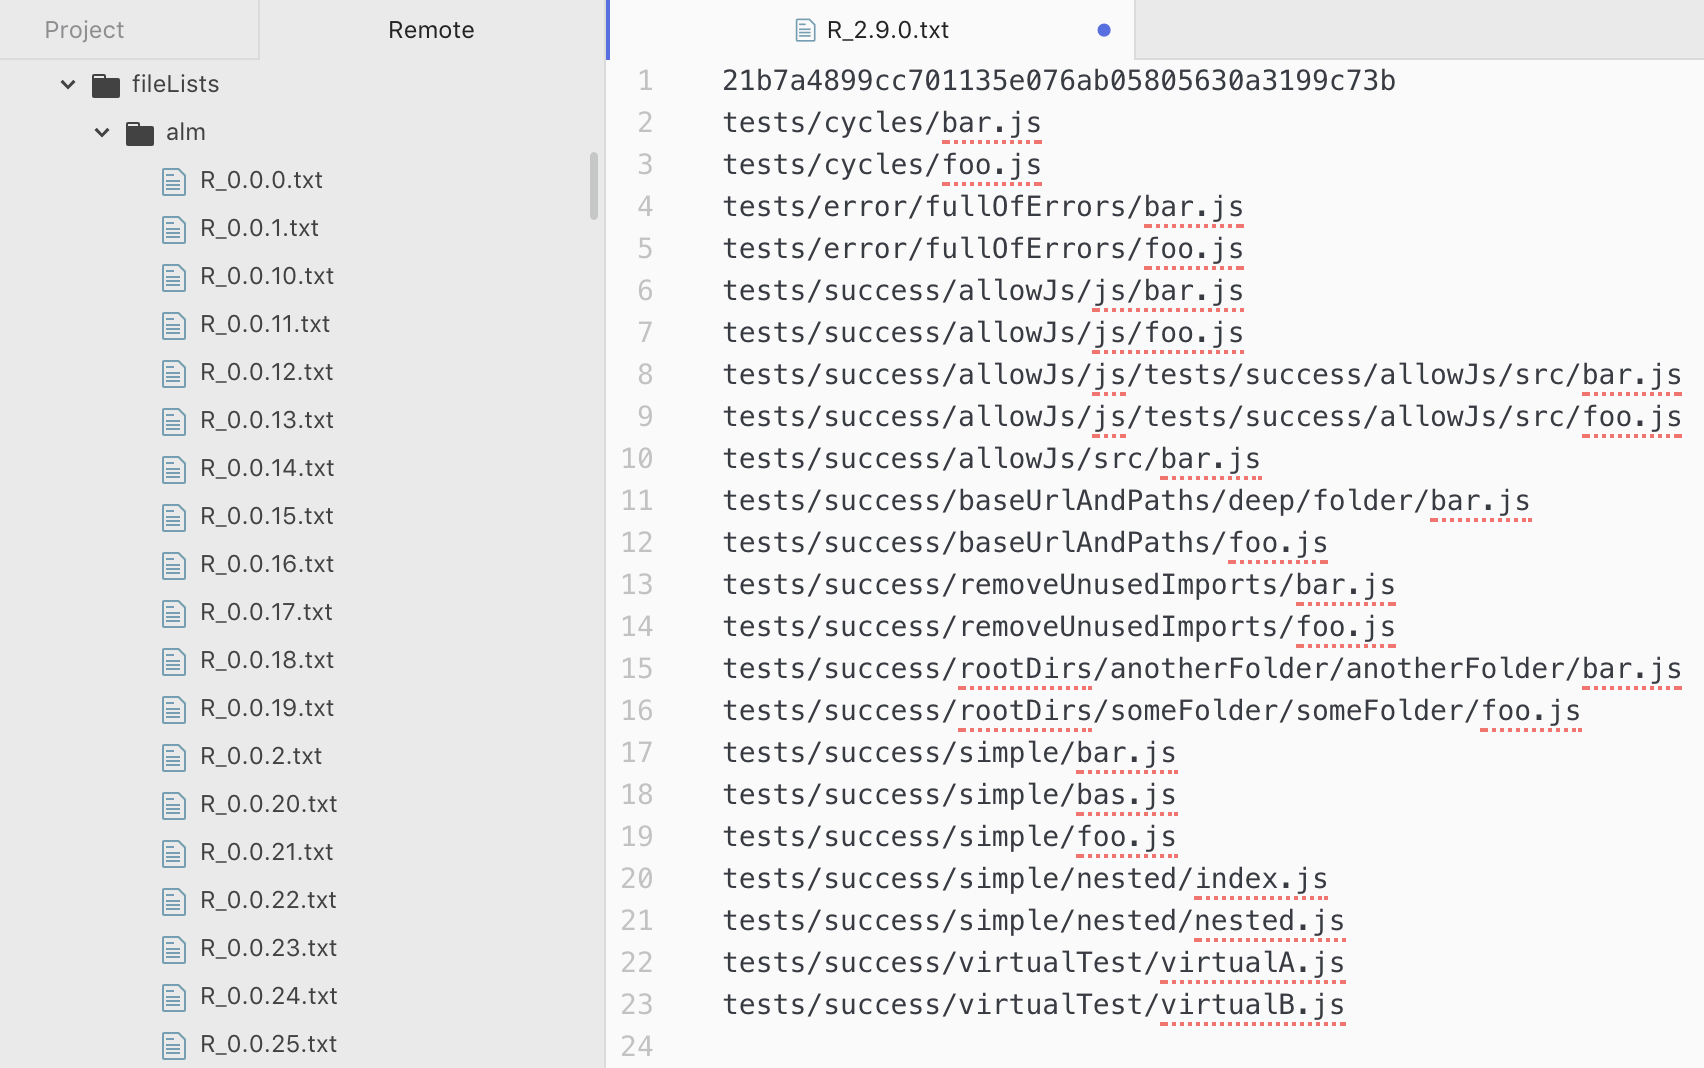 Project
Remote
fileLists
alm
R_0.0.0.txt
R_0.0.1.txt
R_0.0.10.txt
R_0.0.11.txt
R_0.0.12.txt
R_0.0.13.txt
R_0.0.14.txt
R_0.0.15.txt
R_0.0.16.txt
R_0.0.17.txt
R_0.0.18.txt
R_0.0.19.txt
R_0.0.2.txt
R_0.0.20.txt
R_0.0.21.txt
R_0.0.22.txt
R_0.0.23.txt
R_0.0.24.txt
R_0.0.25.txt
R_2.9.0.txt
1 21b7a4899cc701135e076ab05805630a3199c73b
2 tests/cycles/bar.js
3 tests/cycles/foo.js
4 tests/error/fullOfErrors/bar.js
5 tests/error/fullOfErrors/foo.js
6 tests/success/allowJs/js/bar.js
7 tests/success/allowJs/js/foo.js
8 tests/success/allowJs/js/tests/success/allowJs/src/bar.js
9 tests/success/allowJs/js/tests/success/allowJs/src/foo.js
10 tests/success/allowJs/src/bar.js
11 tests/success/baseUrlAndPaths/deep/folder/bar.js
12 tests/success/baseUrlAndPaths/foo.js
13 tests/success/removeUnusedImports/bar.js
14 tests/success/removeUnusedImports/foo.js
15 tests/success/rootDirs/anotherFolder/anotherFolder/bar.js
16 tests/success/rootDirs/someFolder/someFolder/foo.js
17 tests/success/simple/bar.js
18 tests/success/simple/bas.js
19 tests/success/simple/foo.js
20 tests/success/simple/nested/index.js
21 tests/success/simple/nested/nested.js
22 tests/success/virtualTest/virtualA.js
23 tests/success/virtualTest/virtualB.js
24